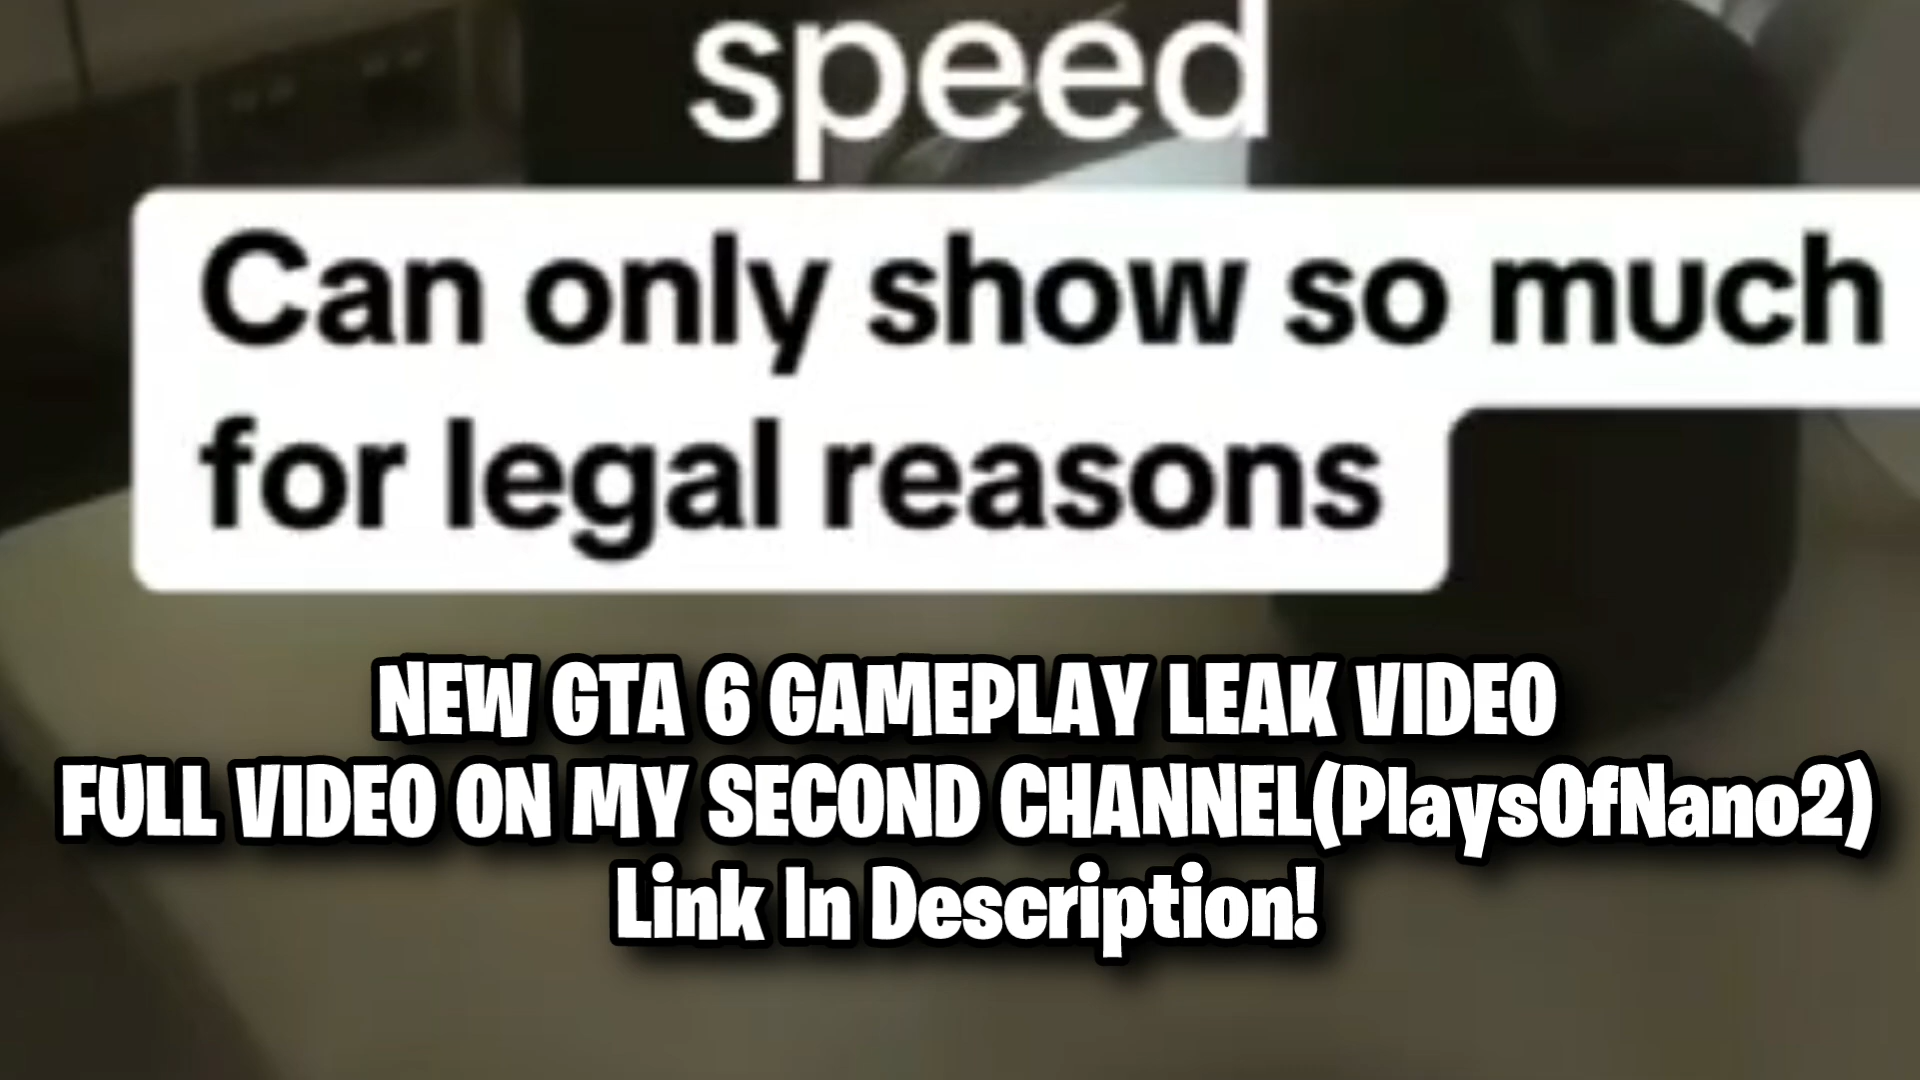 speed
Can only show so much
for legal reasons
NEW GTA 6 GAMEPLAY LEAK VIDEO
FULL VIDEO ON MY SECOND CHANNEL(PlaysOfNano2)
Link In Description!